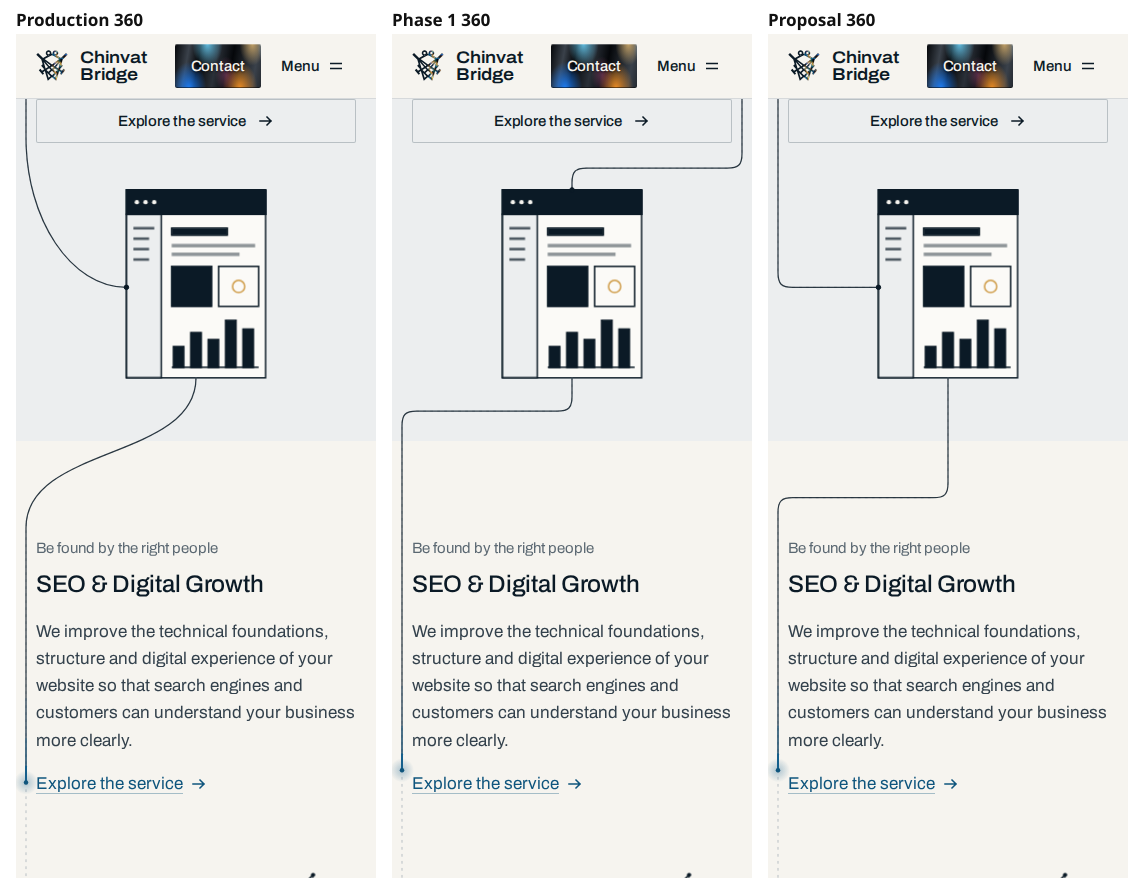 Production 360
Chinvat
Bridge
Contact
Menu
Explore the service
Be found by the right people
SEO & Digital Growth
We improve the technical foundations,
structure and digital experience of your
website so that search engines and
customers can understand your business
more clearly.
Explore the service
Phase 1 360
Chinvat
Bridge
Contact
Menu
Explore the service
Be found by the right people
SEO & Digital Growth
We improve the technical foundations,
structure and digital experience of your
website so that search engines and
customers can understand your business
more clearly.
Explore the service
Proposal 360
Chinvat
Bridge
Contact
Menu
Explore the service
Be found by the right people
SEO & Digital Growth
We improve the technical foundations,
structure and digital experience of your
website so that search engines and
customers can understand your business
more clearly.
Explore the service